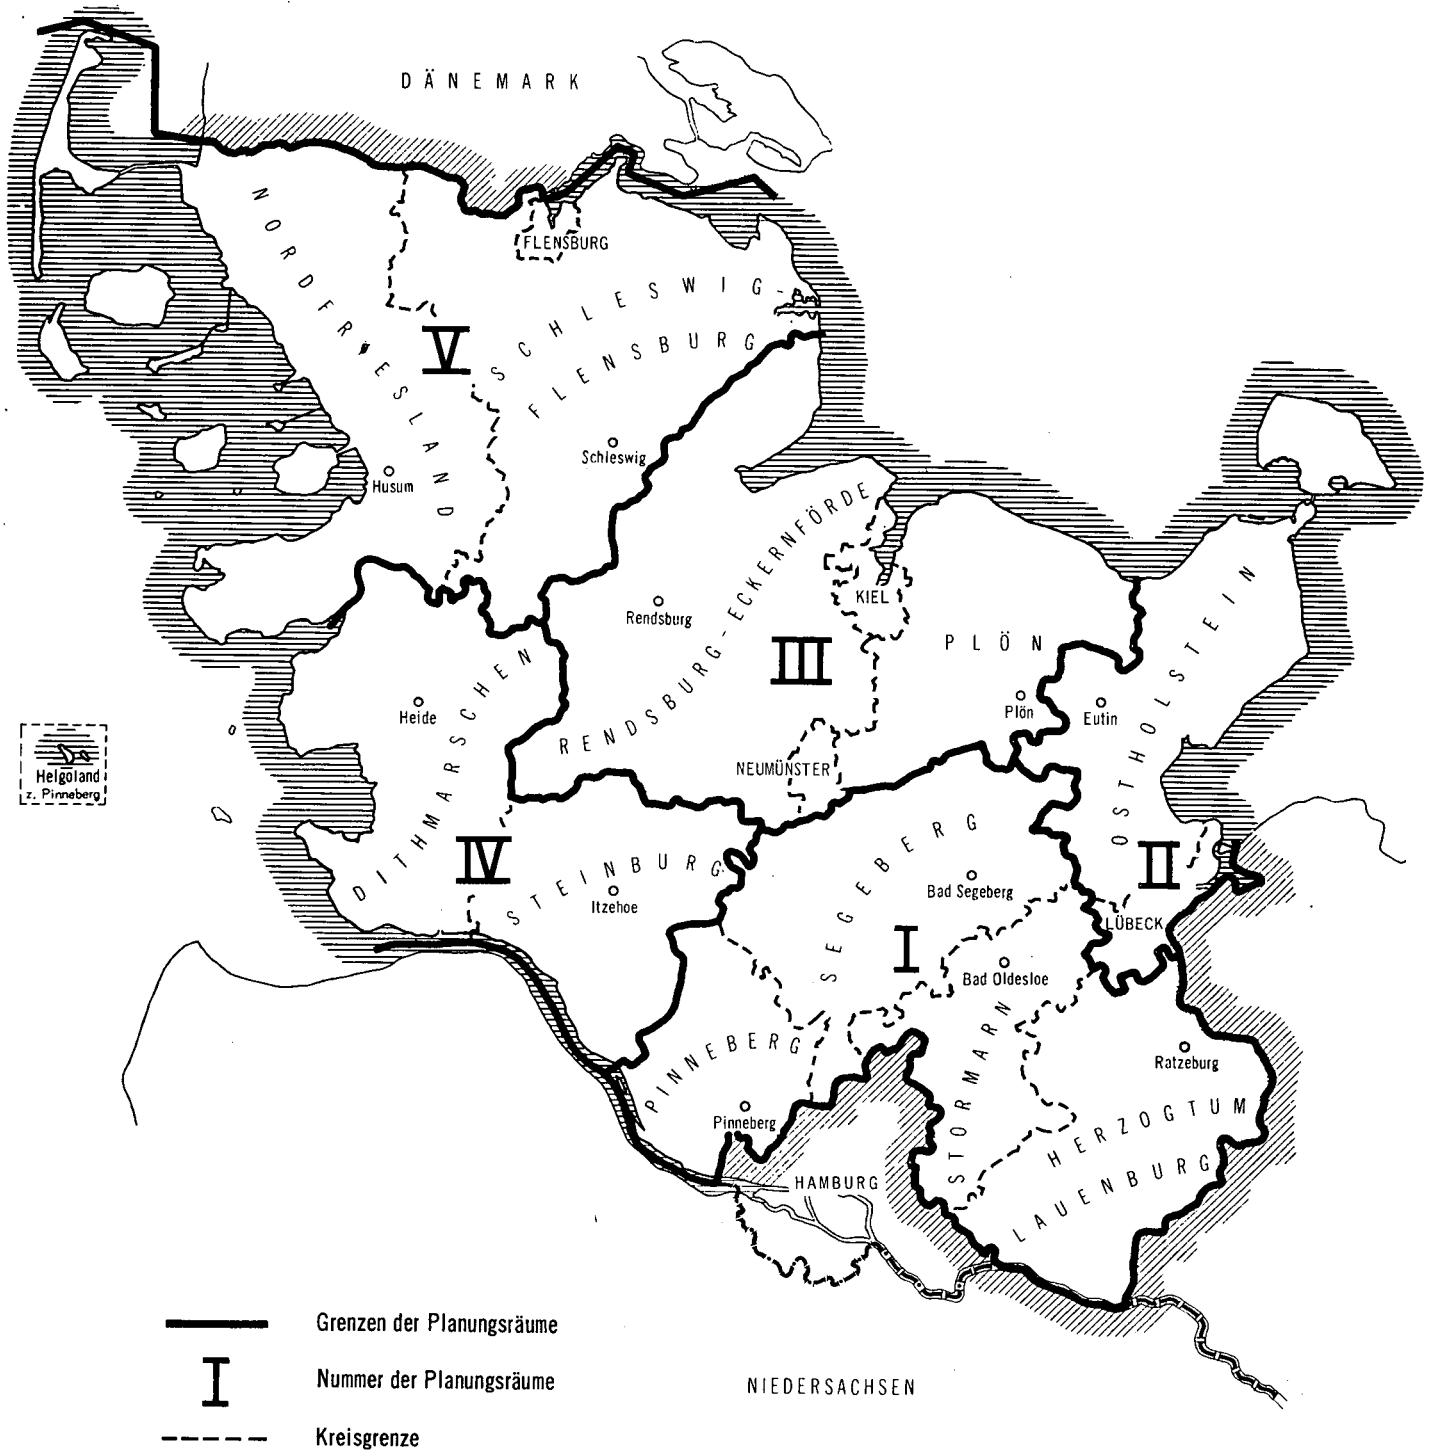 DÄNEMARK
NORDFRIESLAND
FLENSBURG
SCHLESWIG-
FLENSBURG
V
Schleswig
Husum
RENDSBURG-ECKERNFÖRDE
KIEL
Rendsburg
III
PLÖN
Plön
Eutin
OSTHOLSTEIN
DITHMARSCHEN
Heide
NEUMÜNSTER
Helgoland
z. Pinneberg
IV
STEINBURG
Itzehoe
SEGEBERG
Bad Segeberg
II
LÜBECK
I
Bad Oldesloe
STORMARN
PINNEBERG
Pinneberg
Ratzeburg
HERZOGTUM
LAUENBURG
HAMBURG
Grenzen der Planungsräume
I
Nummer der Planungsräume
NIEDERSACHSEN
Kreisgrenze